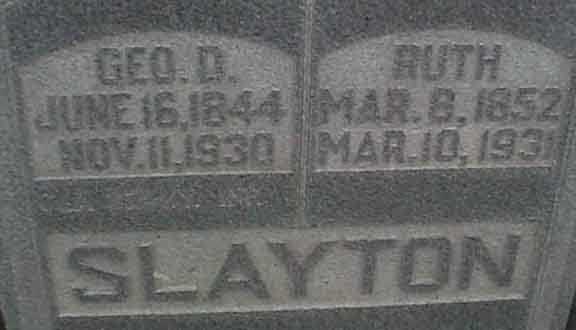 GEO. D.
JUNE 16, 1844
NOV. 11, 1930
RUTH
MAR. 8, 1852
MAR. 10, 1931
SLAYTON